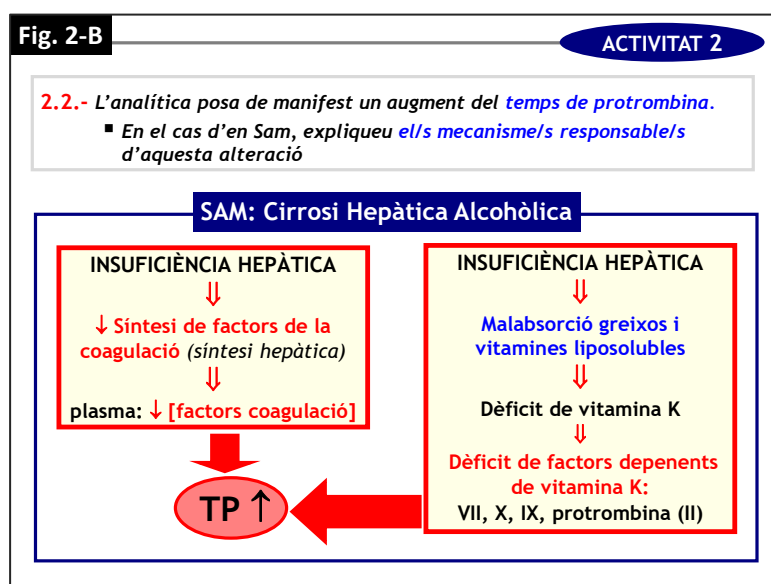 Fig. 2-B
ACTIVITAT 2
2.2.- L’analítica posa de manifest un augment del temps de protrombina.
▪ En el cas d’en Sam, expliqueu el/s mecanisme/s responsable/s
d’aquesta alteració
SAM: Cirrosi Hepàtica Alcohòlica
INSUFICIÈNCIA HEPÀTICA
⇓
↓ Síntesi de factors de la
coagulació (síntesi hepàtica)
⇓
plasma: ↓ [factors coagulació]
INSUFICIÈNCIA HEPÀTICA
⇓
Malabsorció greixos i
vitamines liposolubles
⇓
Dèficit de vitamina K
⇓
Dèficit de factors depenents
de vitamina K:
VII, X, IX, protrombina (II)
TP ↑